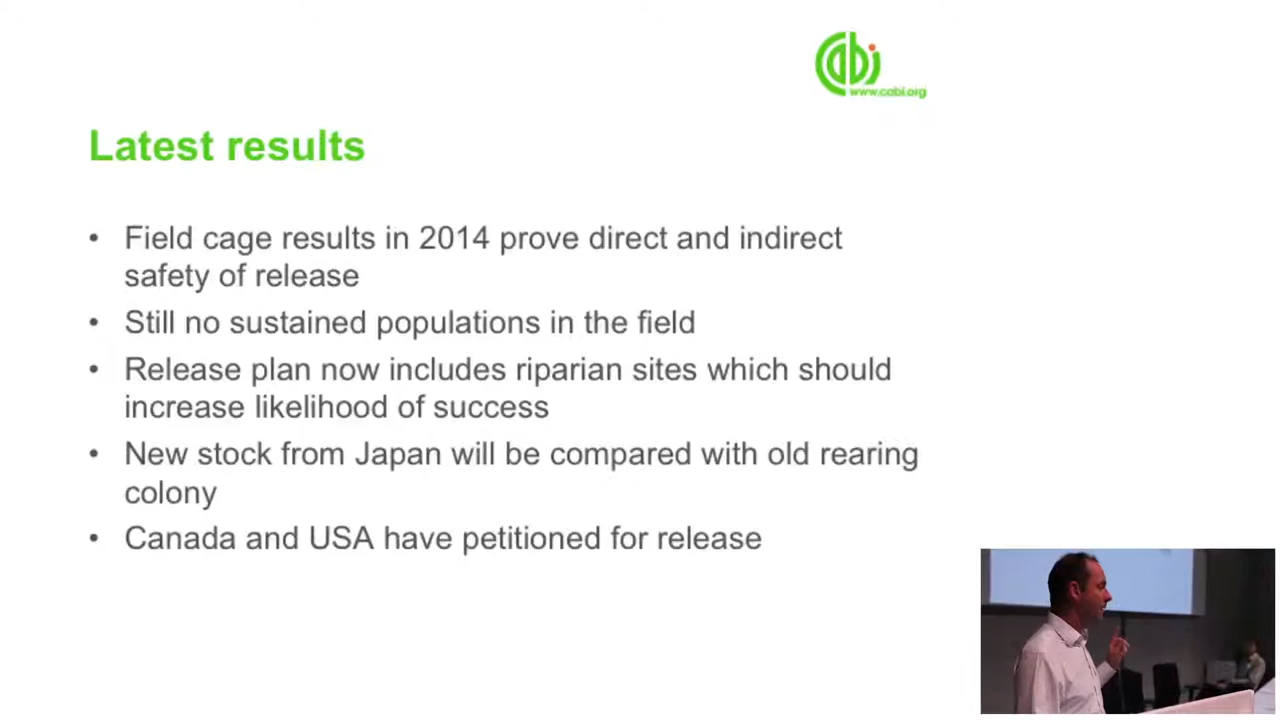 cabi
www.cabi.org
Latest results
• Field cage results in 2014 prove direct and indirect
safety of release
• Still no sustained populations in the field
• Release plan now includes riparian sites which should
increase likelihood of success
• New stock from Japan will be compared with old rearing
colony
• Canada and USA have petitioned for release